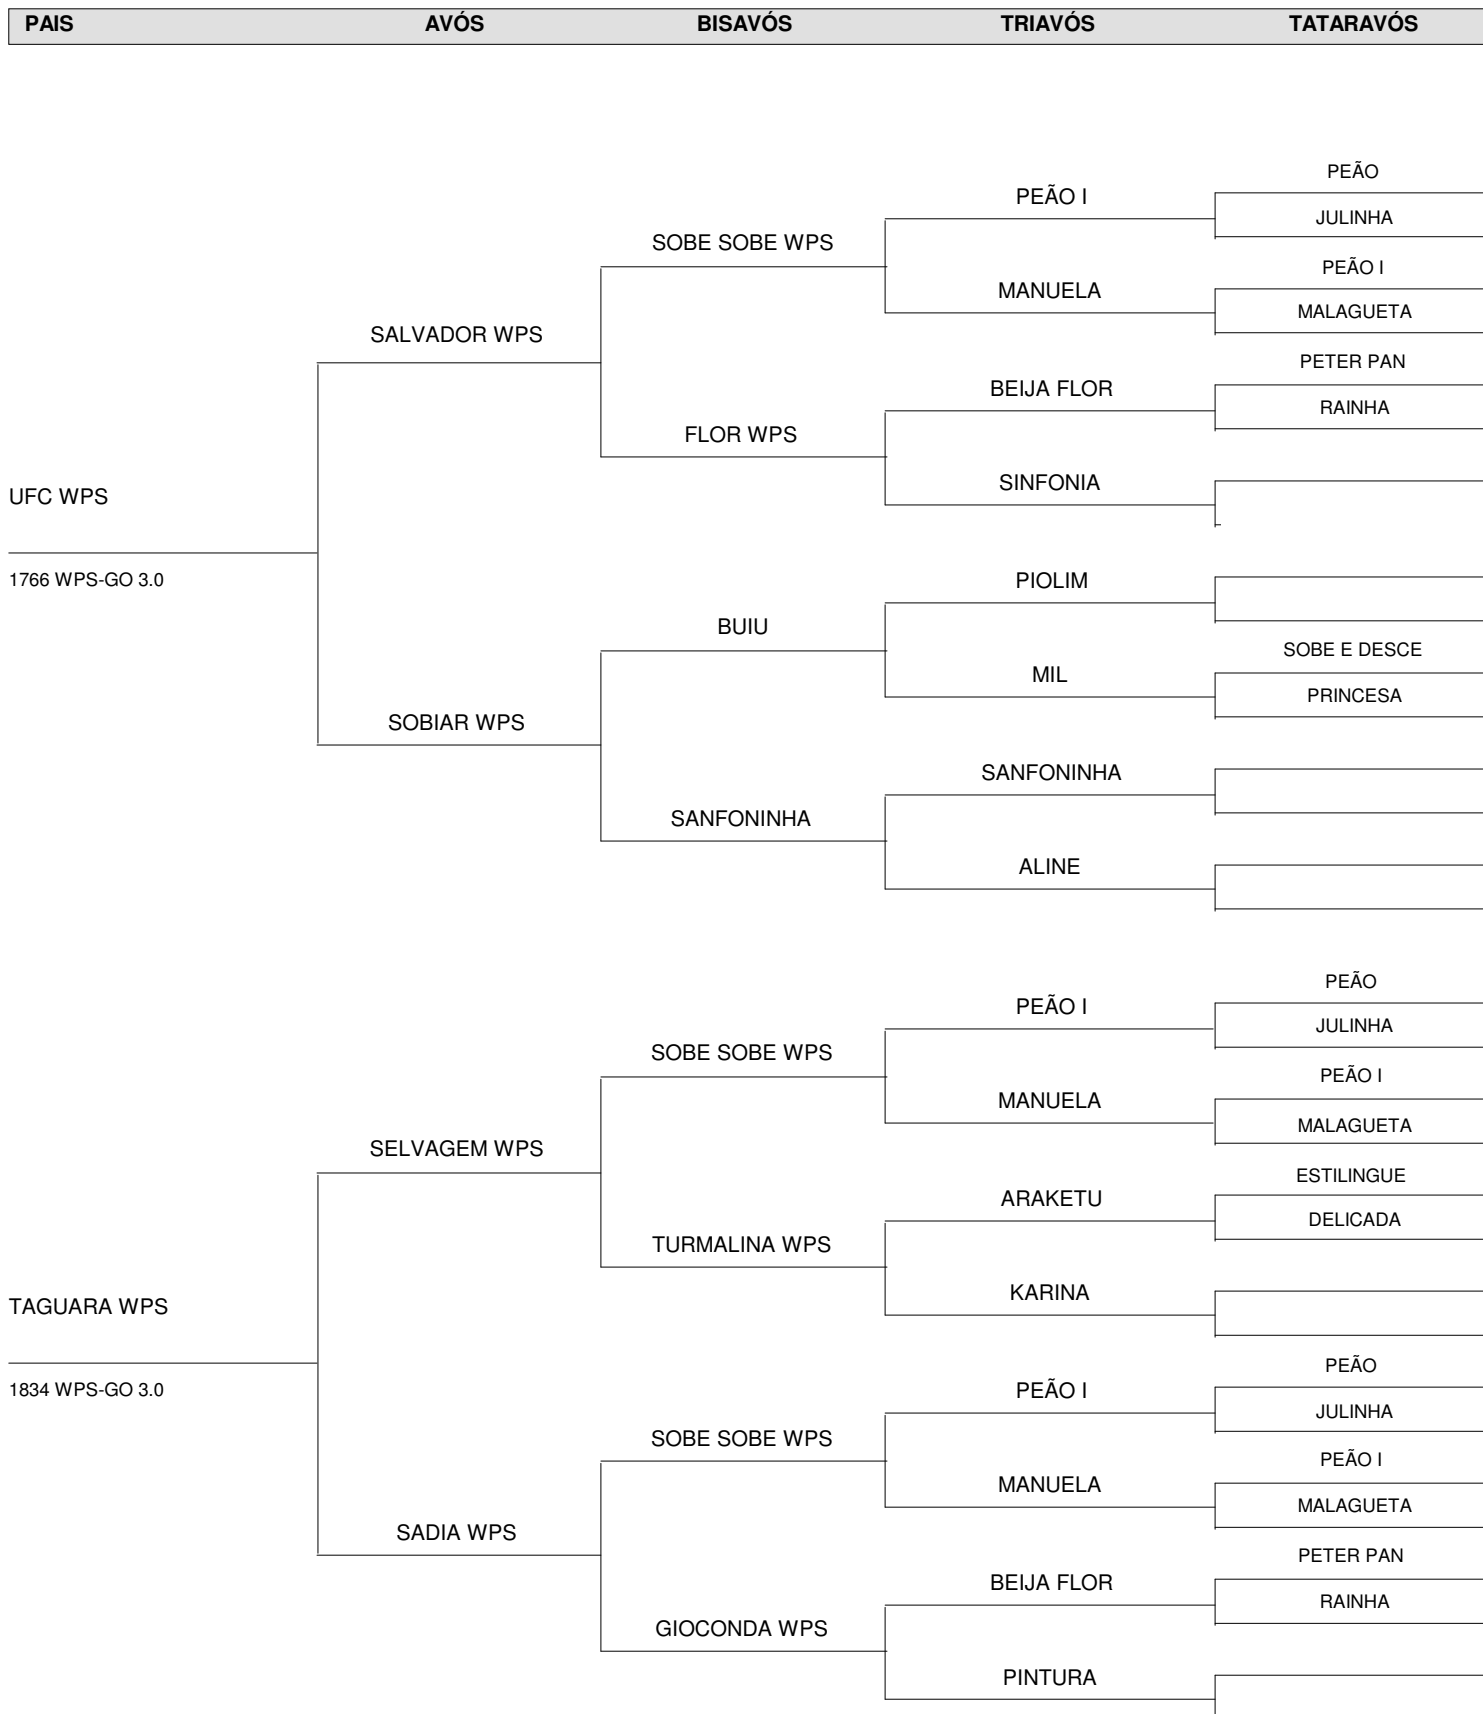 PAIS AVÓS BISAVÓS TRIAVÓS TATARAVÓS
PEÃO
PEÃO I
JULINHA
SOBE SOBE WPS
PEÃO I
MANUELA
MALAGUETA
SALVADOR WPS
PETER PAN
BEIJA FLOR
RAINHA
FLOR WPS
SINFONIA
UFC WPS
1766 WPS-GO 3.0
PIOLIM
BUIU
SOBE E DESCE
MIL
PRINCESA
SOBIAR WPS
SANFONINHA
SANFONINHA
ALINE
PEÃO
PEÃO I
JULINHA
SOBE SOBE WPS
PEÃO I
MANUELA
MALAGUETA
SELVAGEM WPS
ESTILINGUE
ARAKETU
DELICADA
TURMALINA WPS
KARINA
TAGUARA WPS
PEÃO
1834 WPS-GO 3.0
PEÃO I
JULINHA
SOBE SOBE WPS
PEÃO I
MANUELA
MALAGUETA
SADIA WPS
PETER PAN
BEIJA FLOR
RAINHA
GIOCONDA WPS
PINTURA